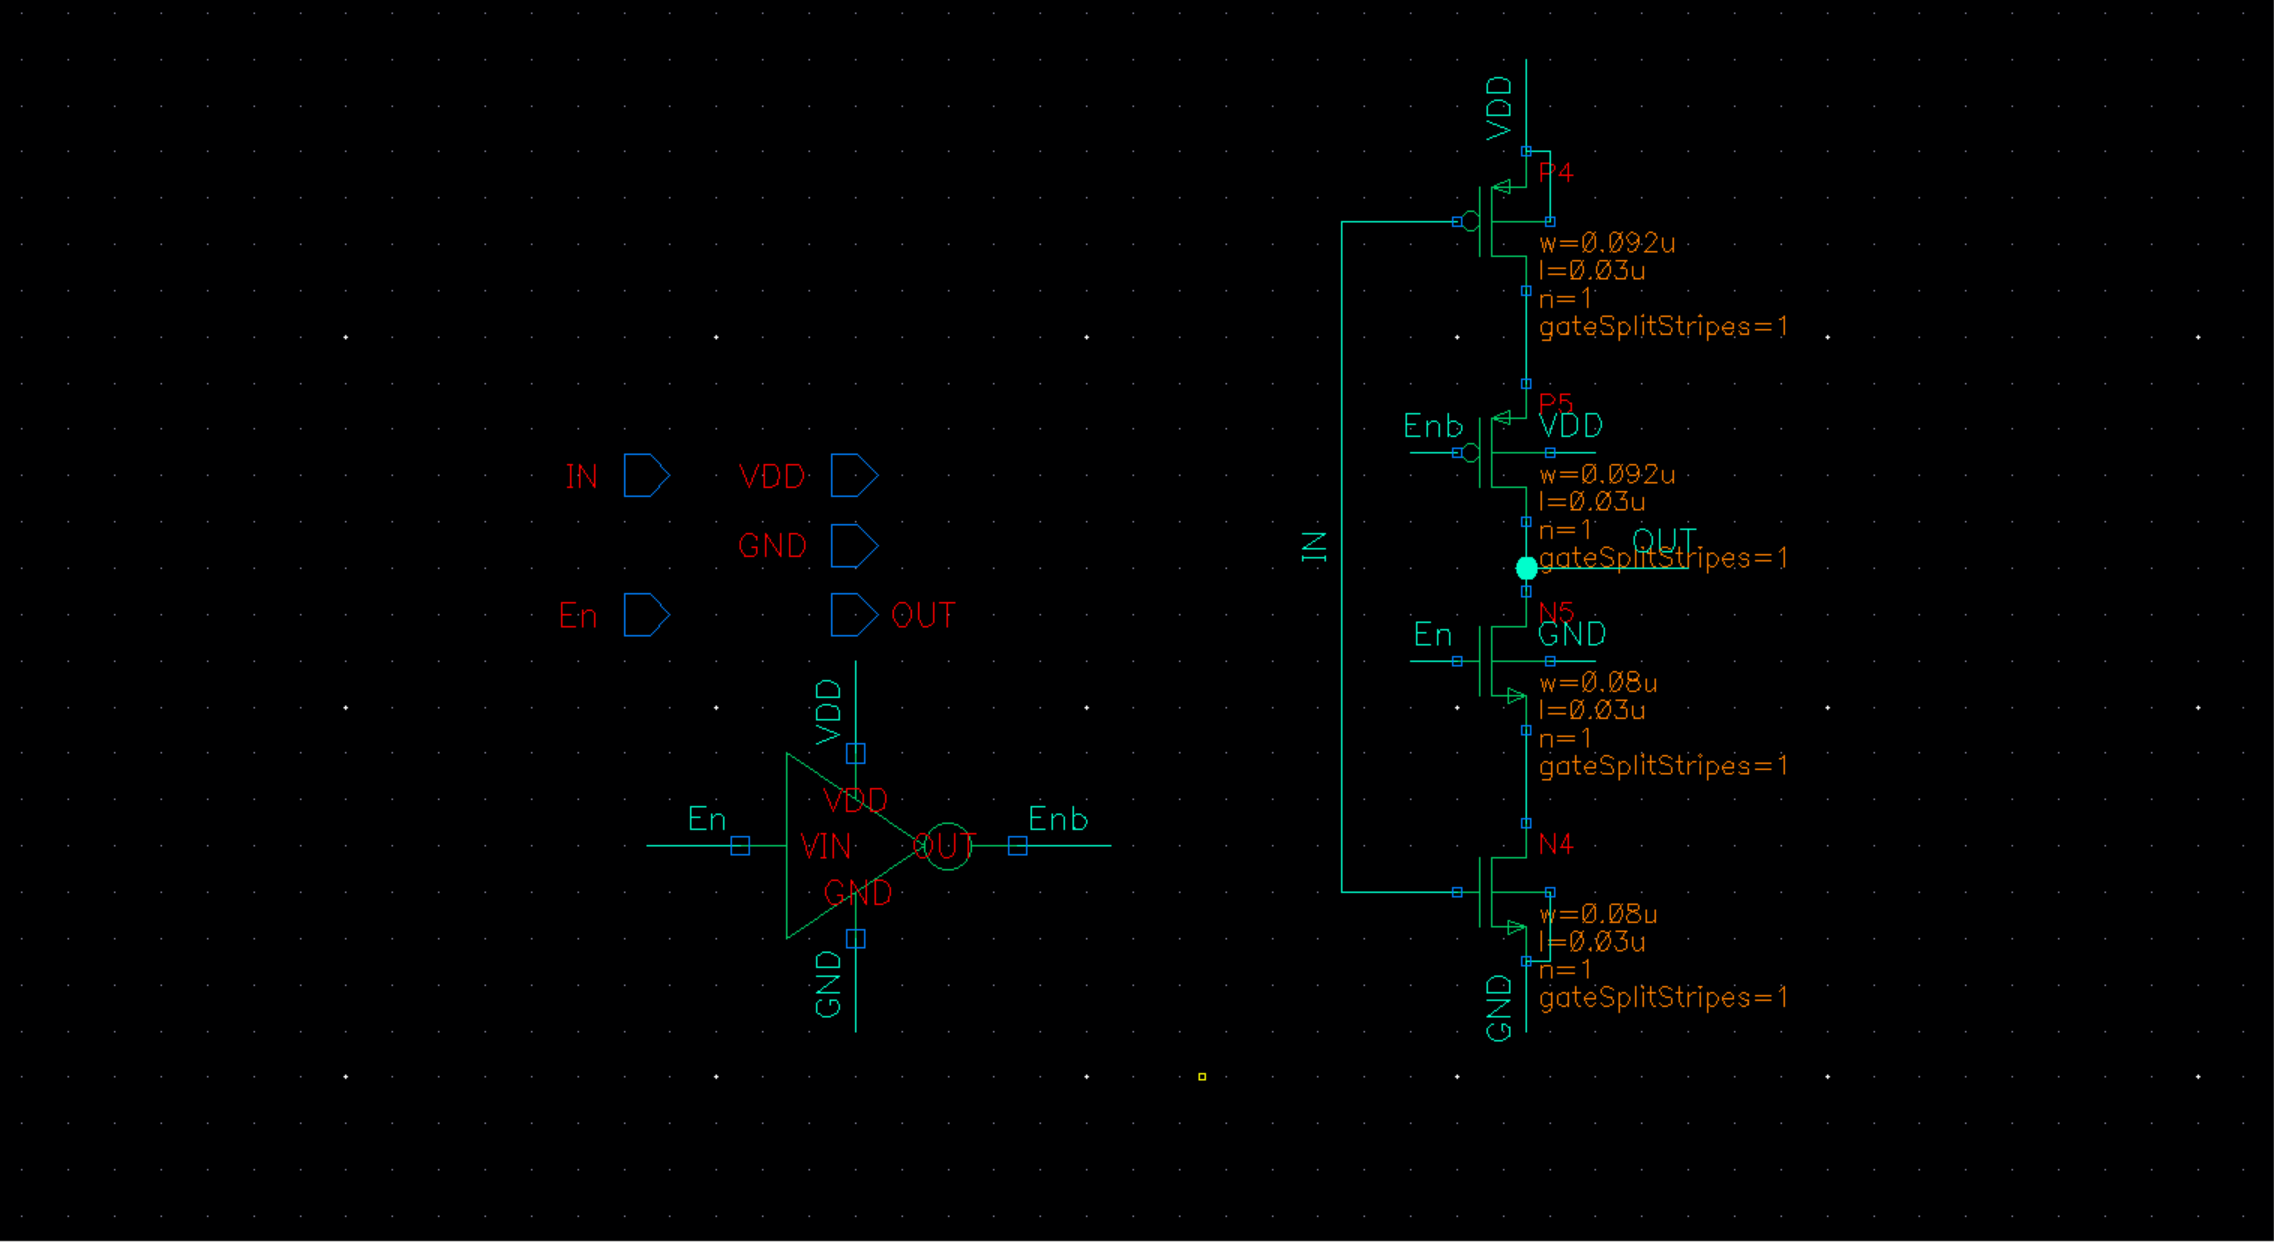 IN
VDD
GND
En
OUT
VDD
En
VDD
VIN
OUT
Enb
GND
GND
IN
VDD
P4
w=0.092u
l=0.03u
n=1
gateSplitStripes=1
P5
Enb
VDD
w=0.092u
l=0.03u
n=1
OUT
gateSplitStripes=1
N5
En
GND
w=0.08u
l=0.03u
n=1
gateSplitStripes=1
N4
w=0.08u
l=0.03u
n=1
gateSplitStripes=1
GND